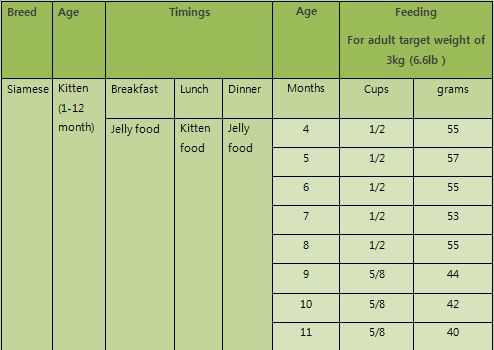 Breed Age Timings Age Feeding
For adult target weight of
3kg (6.6lb )
Siamese Kitten Breakfast Lunch Dinner Months Cups grams
(1-12
month)
Jelly food Kitten Jelly 4 1/2 55
food food
5 1/2 57
6 1/2 55
7 1/2 53
8 1/2 55
9 5/8 44
10 5/8 42
11 5/8 40